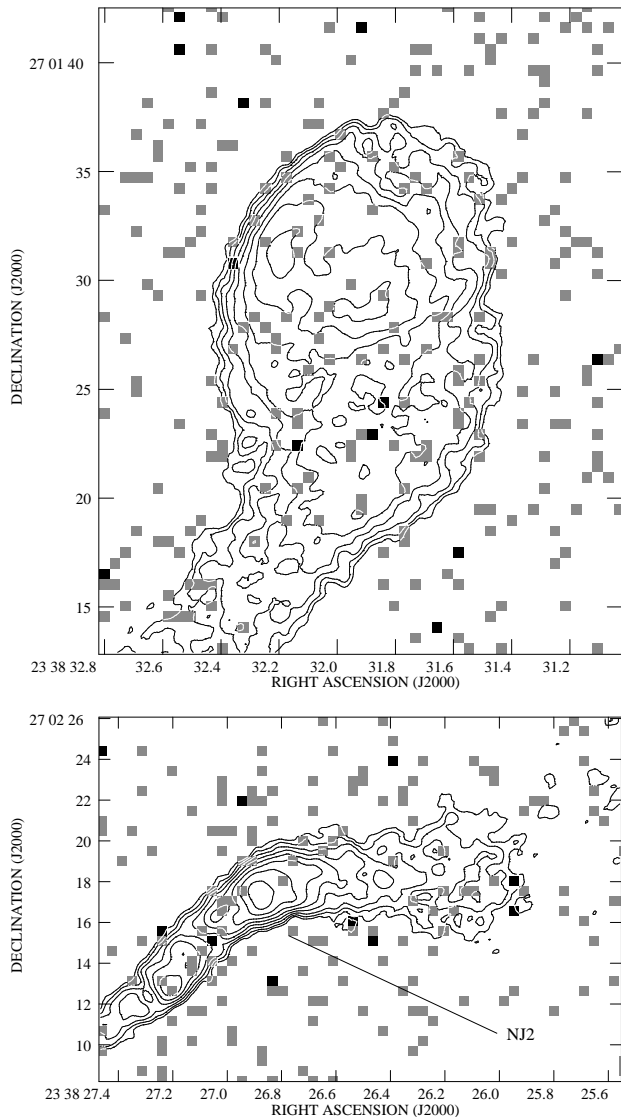 27 01 40
35
30
25
20
15
DECLINATION (J2000)
23 38 32.8 32.6 32.4 32.2 32.0 31.8 31.6 31.4 31.2
RIGHT ASCENSION (J2000)
27 02 26
24
22
20
18
16
14
12
10
DECLINATION (J2000)
NJ2
23 38 27.4 27.2 27.0 26.8 26.6 26.4 26.2 26.0 25.8 25.6
RIGHT ASCENSION (J2000)